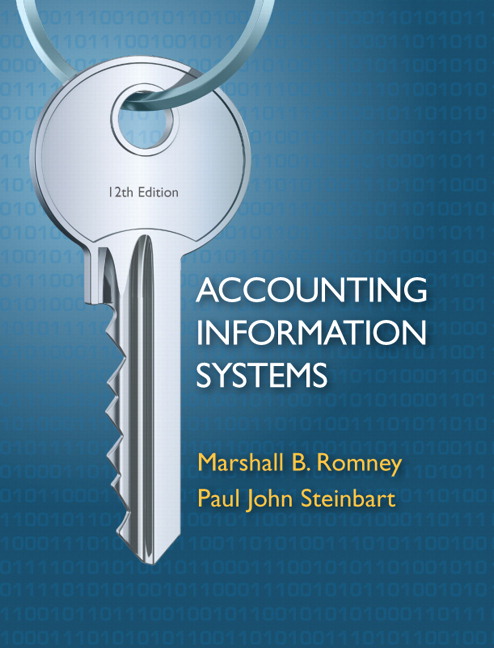 12th Edition
ACCOUNTING
INFORMATION
SYSTEMS
Marshall B. Romney
Paul John Steinbart